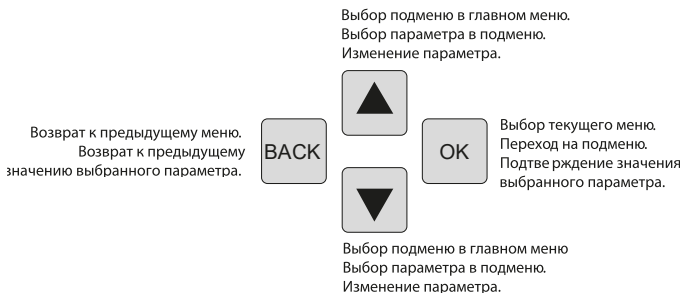 Выбор подменю в главном меню.
Выбор параметра в подменю.
Изменение параметра.
Возврат к предыдущему меню.
Возврат к предыдущему
значению выбранного параметра.
BACK
OK
Выбор текущего меню.
Переход на подменю.
Подтве рждение значения
выбранного параметра.
Выбор подменю в главном меню
Выбор параметра в подменю.
Изменение параметра.